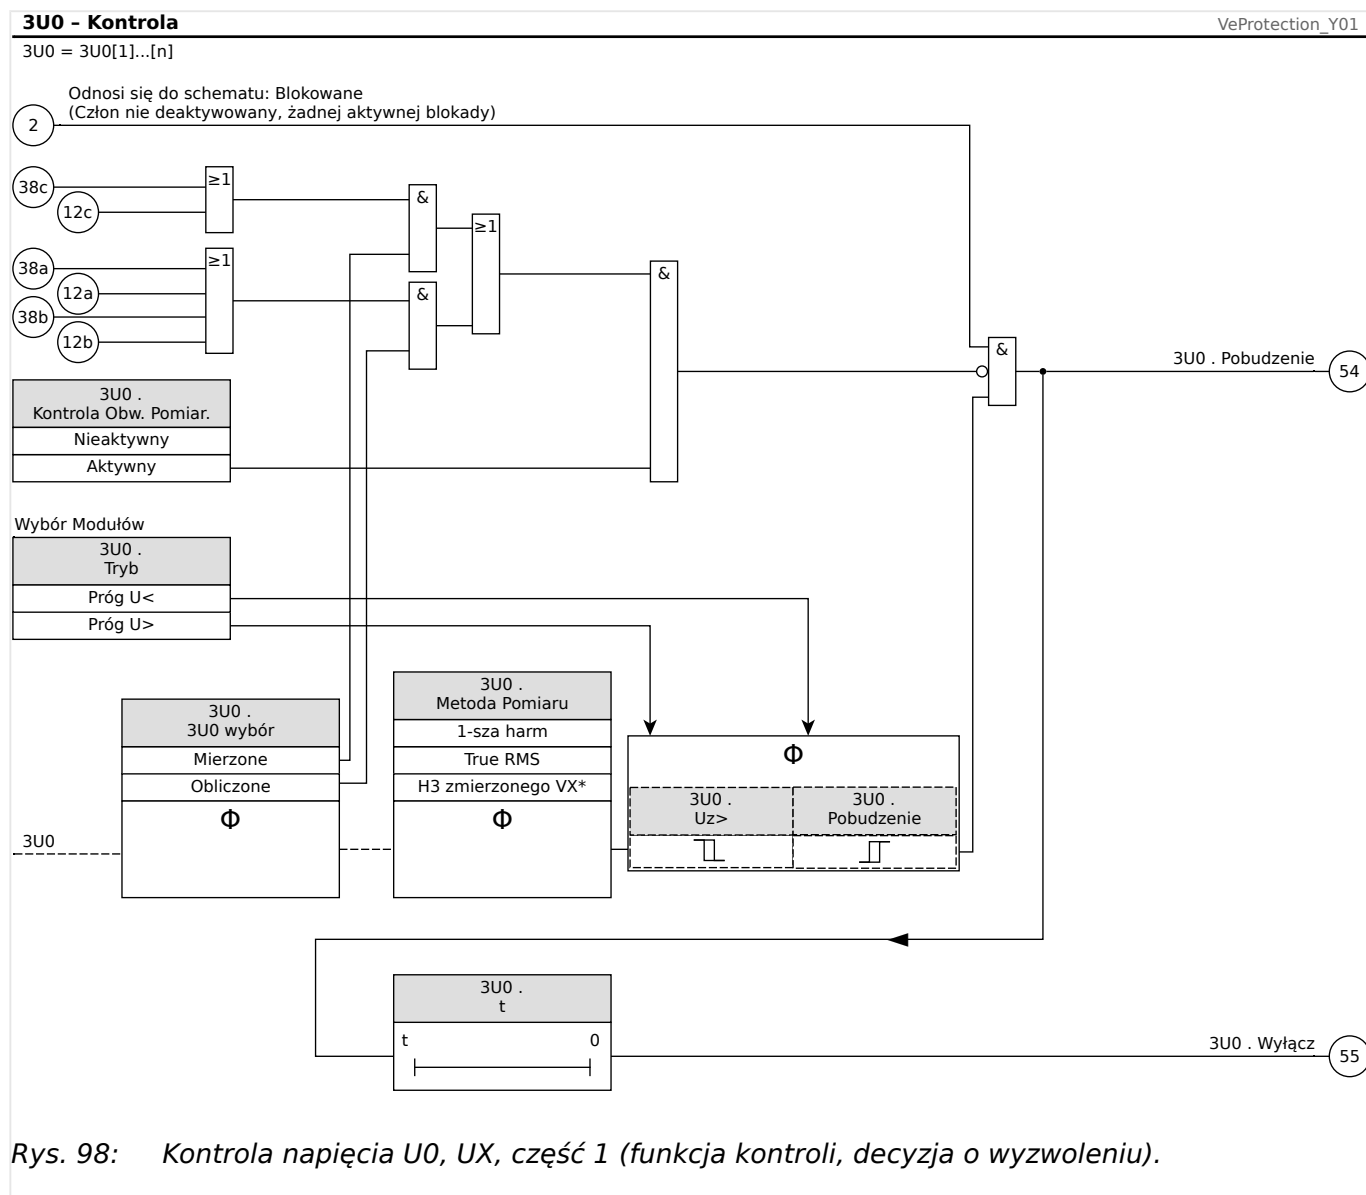 3U0 – Kontrola
VeProtection_Y01
3U0 = 3U0[1]...[n]
Odnosi się do schematu: Blokowane
(Człon nie deaktywowany, żadnej aktywnej blokady)
2
38c
12c
≥1
&
≥1
38a
12a
38b
12b
≥1
&
&
&
3U0 . Pobudzenie
54
3U0 .
Kontrola Obw. Pomiar.
Nieaktywny
Aktywny
Wybór Modułów
3U0 .
Tryb
Próg U<
Próg U>
3U0 .
3U0 wybór
Mierzone
Obliczone
Φ
3U0
3U0 .
Metoda Pomiaru
1-sza harm
True RMS
H3 zmierzonego VX*
Φ
Φ
3U0 .
Uz>
3U0 .
Pobudzenie
3U0 .
t
t 0
3U0 . Wyłącz
55
Rys. 98: Kontrola napięcia U0, UX, część 1 (funkcja kontroli, decyzja o wyzwoleniu).